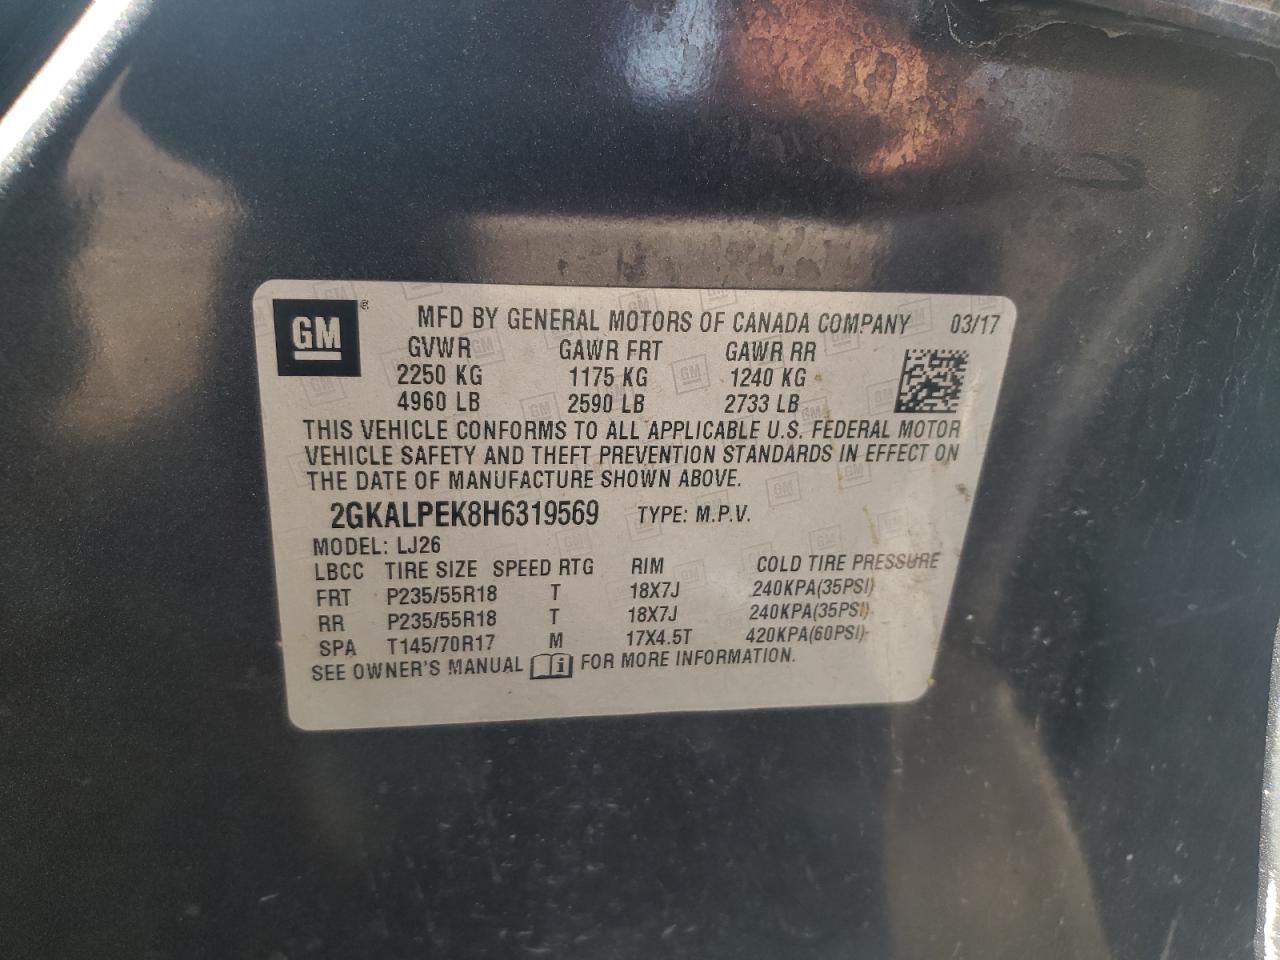 GM ®
MFD BY GENERAL MOTORS OF CANADA COMPANY 03/17
GVWR GAWR FRT GAWR RR
2250 KG 1175 KG 1240 KG
4960 LB 2590 LB 2733 LB
THIS VEHICLE CONFORMS TO ALL APPLICABLE U.S. FEDERAL MOTOR
VEHICLE SAFETY AND THEFT PREVENTION STANDARDS IN EFFECT ON
THE DATE OF MANUFACTURE SHOWN ABOVE.
2GKALPEK8H6319569 TYPE: M.P.V.
MODEL: LJ26
LBCC TIRE SIZE SPEED RTG RIM COLD TIRE PRESSURE
FRT P235/55R18 T 18X7J 240KPA(35PSI)
RR P235/55R18 T 18X7J 240KPA(35PSI)
SPA T145/70R17 M 17X4.5T 420KPA(60PSI)
SEE OWNER'S MANUAL i FOR MORE INFORMATION.